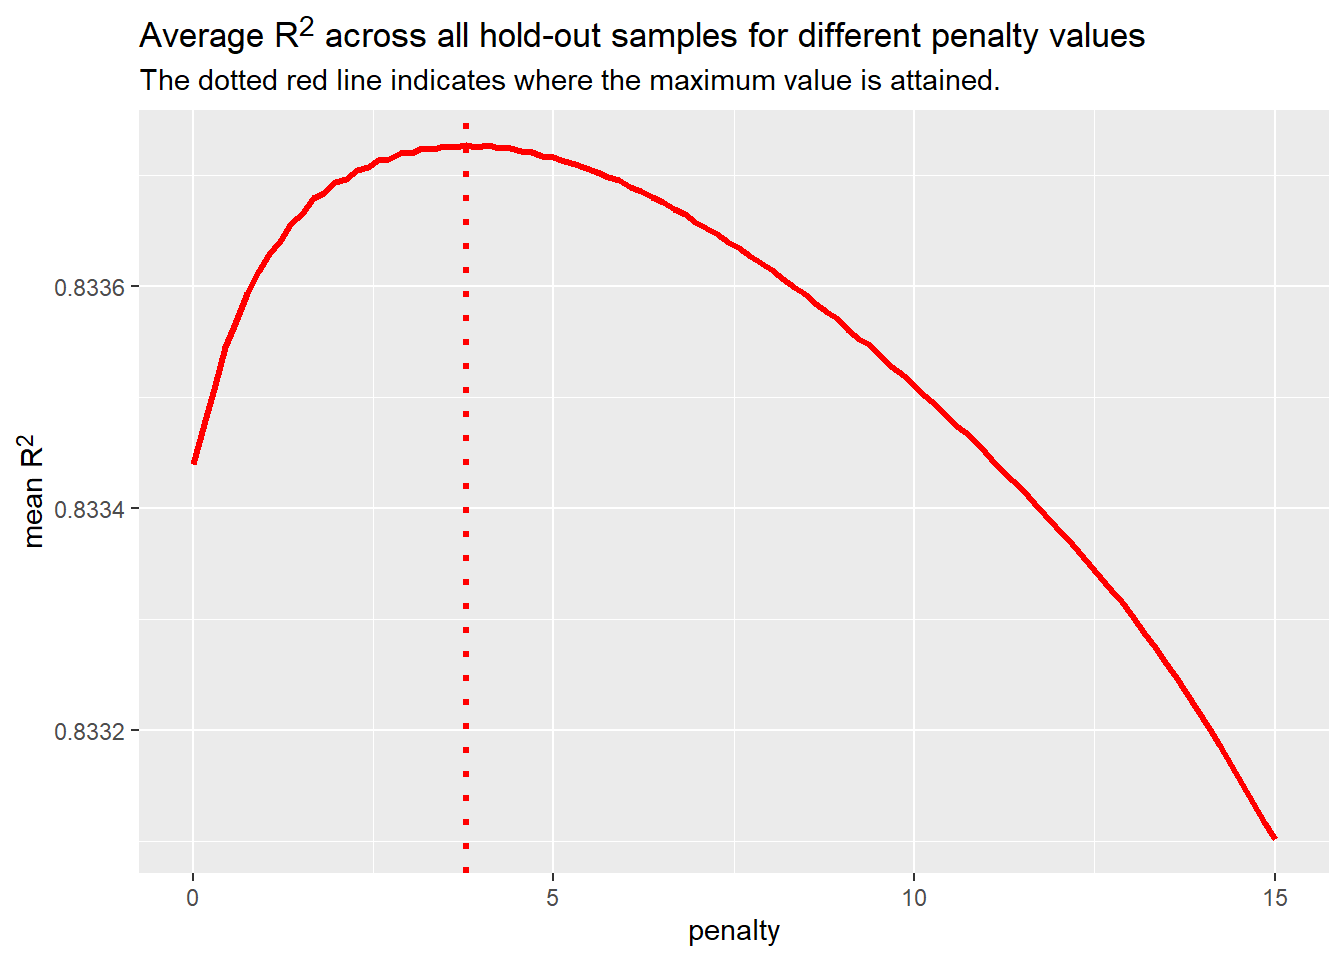 Average R² across all hold-out samples for different penalty values
The dotted red line indicates where the maximum value is attained.
mean R²
0.8336
0.8334
0.8332
0 5 10 15
penalty